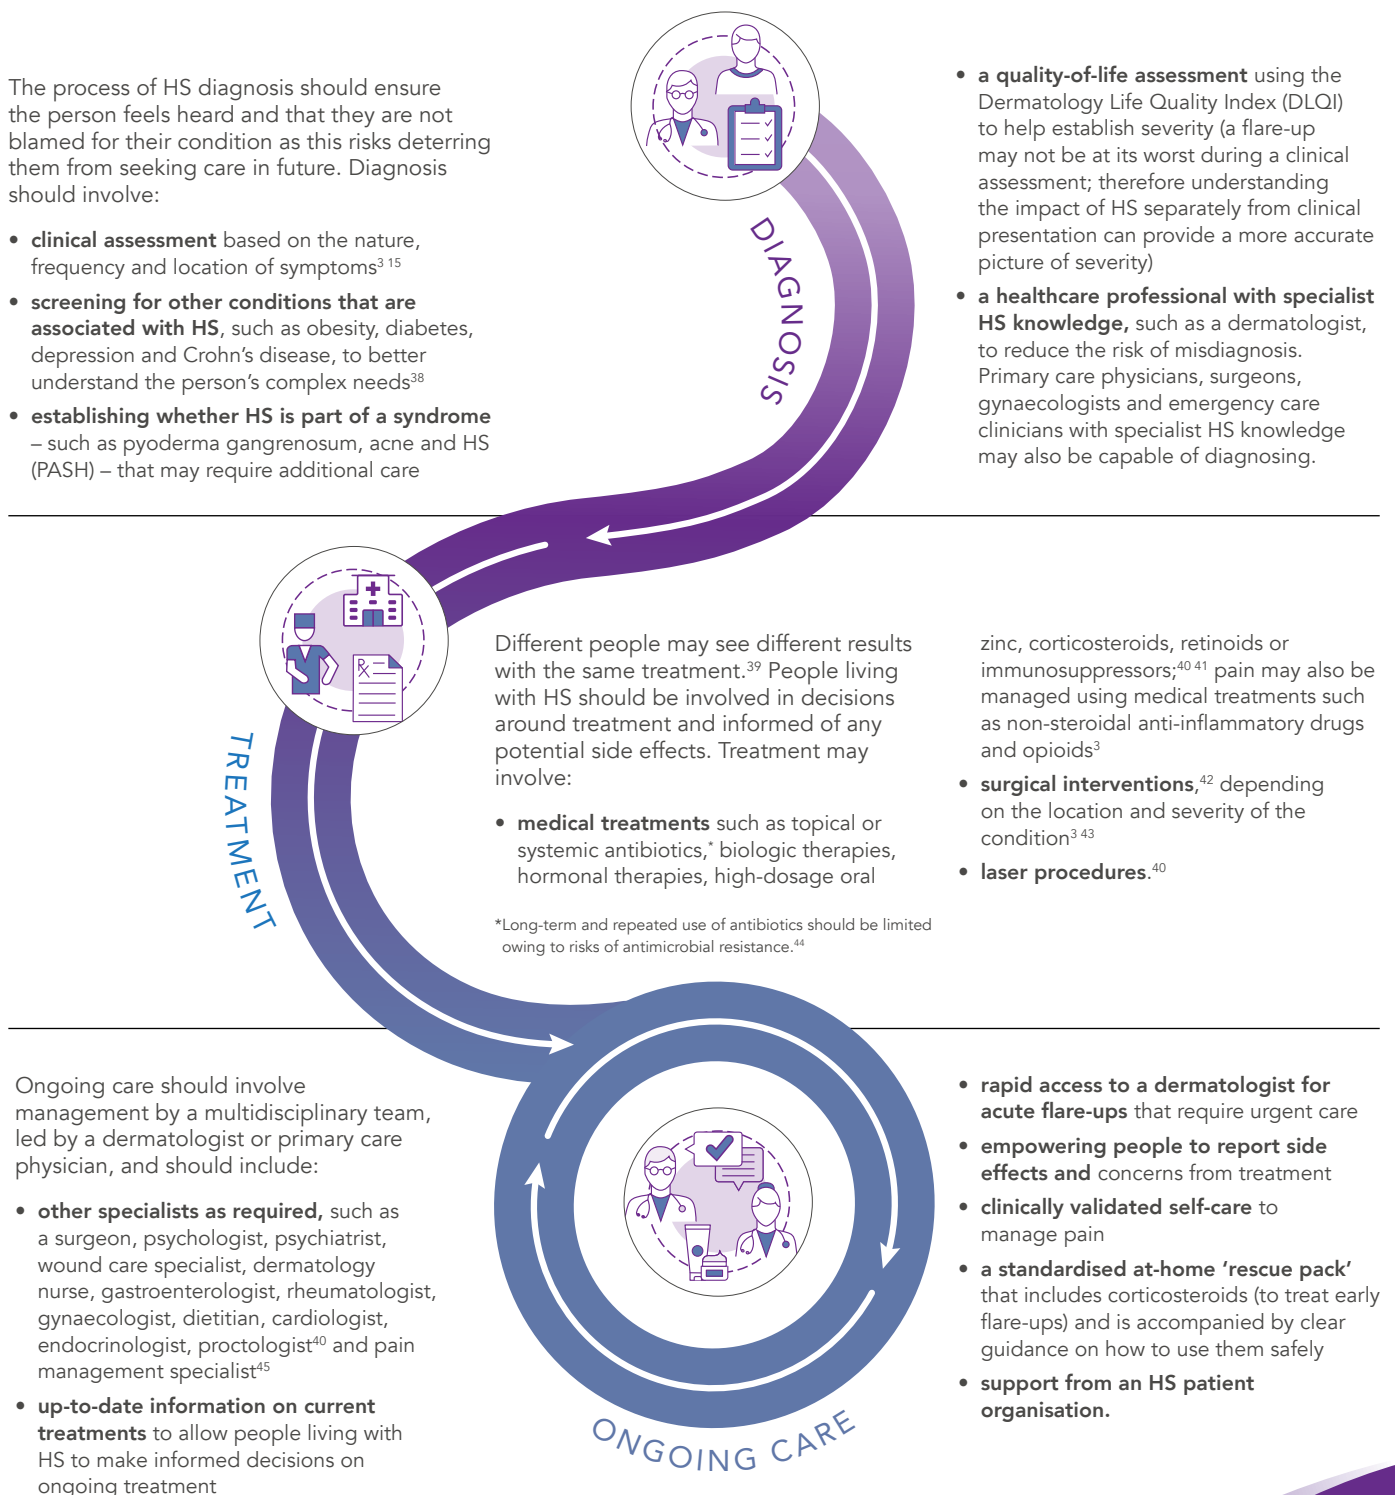 The process of HS diagnosis should ensure
the person feels heard and that they are not
blamed for their condition as this risks deterring
them from seeking care in future. Diagnosis
should involve:
• clinical assessment based on the nature,
frequency and location of symptoms3 15
• screening for other conditions that are
associated with HS, such as obesity, diabetes,
depression and Crohn’s disease, to better
understand the person’s complex needs38
• establishing whether HS is part of a syndrome
– such as pyoderma gangrenosum, acne and HS
(PASH) – that may require additional care
DIAGNOSIS
• a quality-of-life assessment using the
Dermatology Life Quality Index (DLQI)
to help establish severity (a flare-up
may not be at its worst during a clinical
assessment; therefore understanding
the impact of HS separately from clinical
presentation can provide a more accurate
picture of severity)
• a healthcare professional with specialist
HS knowledge, such as a dermatologist,
to reduce the risk of misdiagnosis.
Primary care physicians, surgeons,
gynaecologists and emergency care
clinicians with specialist HS knowledge
may also be capable of diagnosing.
Rx
TREATMENT
Different people may see different results
with the same treatment.39 People living
with HS should be involved in decisions
around treatment and informed of any
potential side effects. Treatment may
involve:
• medical treatments such as topical or
systemic antibiotics,* biologic therapies,
hormonal therapies, high-dosage oral
zinc, corticosteroids, retinoids or
immunosuppressors;40 41 pain may also be
managed using medical treatments such
as non-steroidal anti-inflammatory drugs
and opioids3
• surgical interventions,42 depending
on the location and severity of the
condition3 43
• laser procedures.40
*Long-term and repeated use of antibiotics should be limited
owing to risks of antimicrobial resistance.44
Ongoing care should involve
management by a multidisciplinary team,
led by a dermatologist or primary care
physician, and should include:
• other specialists as required, such as
a surgeon, psychologist, psychiatrist,
wound care specialist, dermatology
nurse, gastroenterologist, rheumatologist,
gynaecologist, dietitian, cardiologist,
endocrinologist, proctologist40 and pain
management specialist45
• up-to-date information on current
treatments to allow people living with
HS to make informed decisions on
ongoing treatment
ONGOING CARE
• rapid access to a dermatologist for
acute flare-ups that require urgent care
• empowering people to report side
effects and concerns from treatment
• clinically validated self-care to
manage pain
• a standardised at-home ‘rescue pack’
that includes corticosteroids (to treat early
flare-ups) and is accompanied by clear
guidance on how to use them safely
• support from an HS patient
organisation.